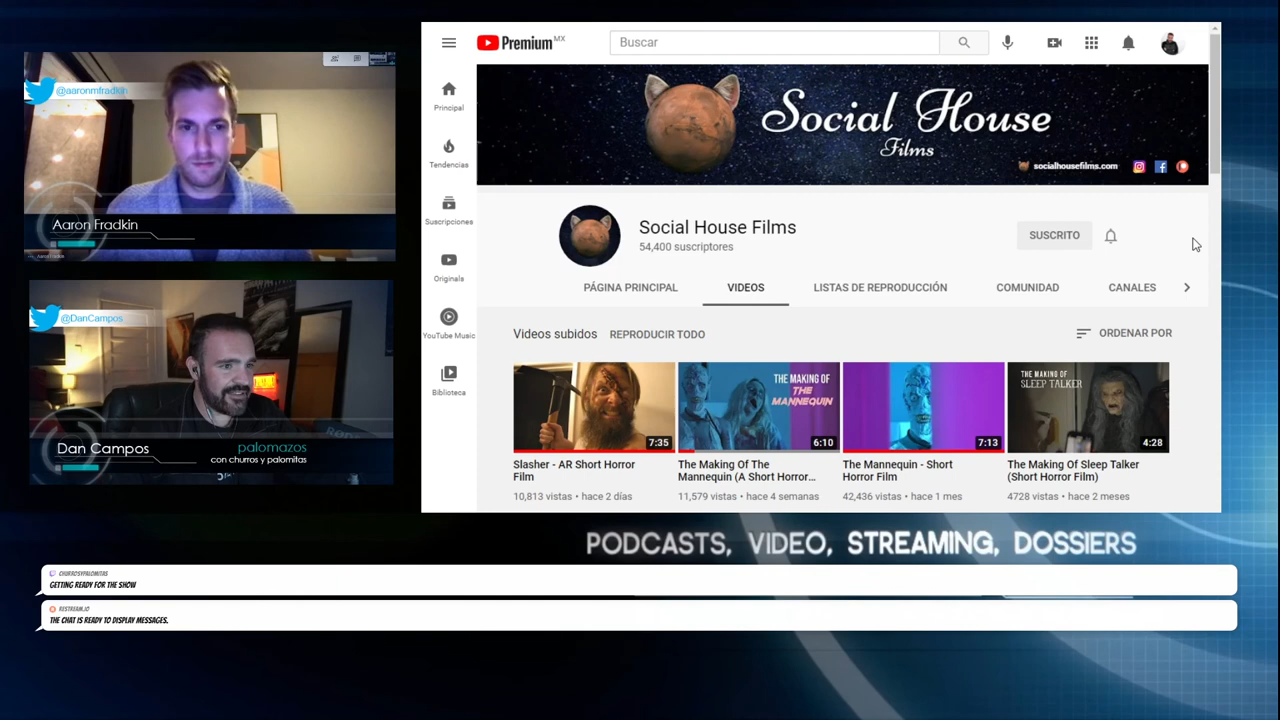 @aaronmfradkin
Aaron Fradkin
Aaron Fradkin
@DanCampos
Dan Campos
palomazos
con churros y palomitas
Premium MX
Buscar
Principal
Tendencias
Suscripciones
Originals
YouTube Music
Biblioteca
Social House
Films
socialhousefilms.com
Social House Films
54,400 suscriptores
SUSCRITO
PÁGINA PRINCIPAL
VIDEOS
LISTAS DE REPRODUCCIÓN
COMUNIDAD
CANALES
Videos subidos
REPRODUCIR TODO
ORDENAR POR
7:35
Slasher - AR Short Horror
Film
10,813 vistas • hace 2 días
THE MAKING OF
THE
MANNEQUIN
6:10
The Making Of The
Mannequin (A Short Horror...
11,579 vistas • hace 4 semanas
7:13
The Mannequin - Short
Horror Film
42,436 vistas • hace 1 mes
THE MAKING OF
SLEEP TALKER
4:28
The Making Of Sleep Talker
(Short Horror Film)
4728 vistas • hace 2 meses
PODCASTS, VIDEO, STREAMING, DOSSIERS
CHURROSYPALOMITAS
GETTING READY FOR THE SHOW
RESTREAM.IO
THE CHAT IS READY TO DISPLAY MESSAGES.